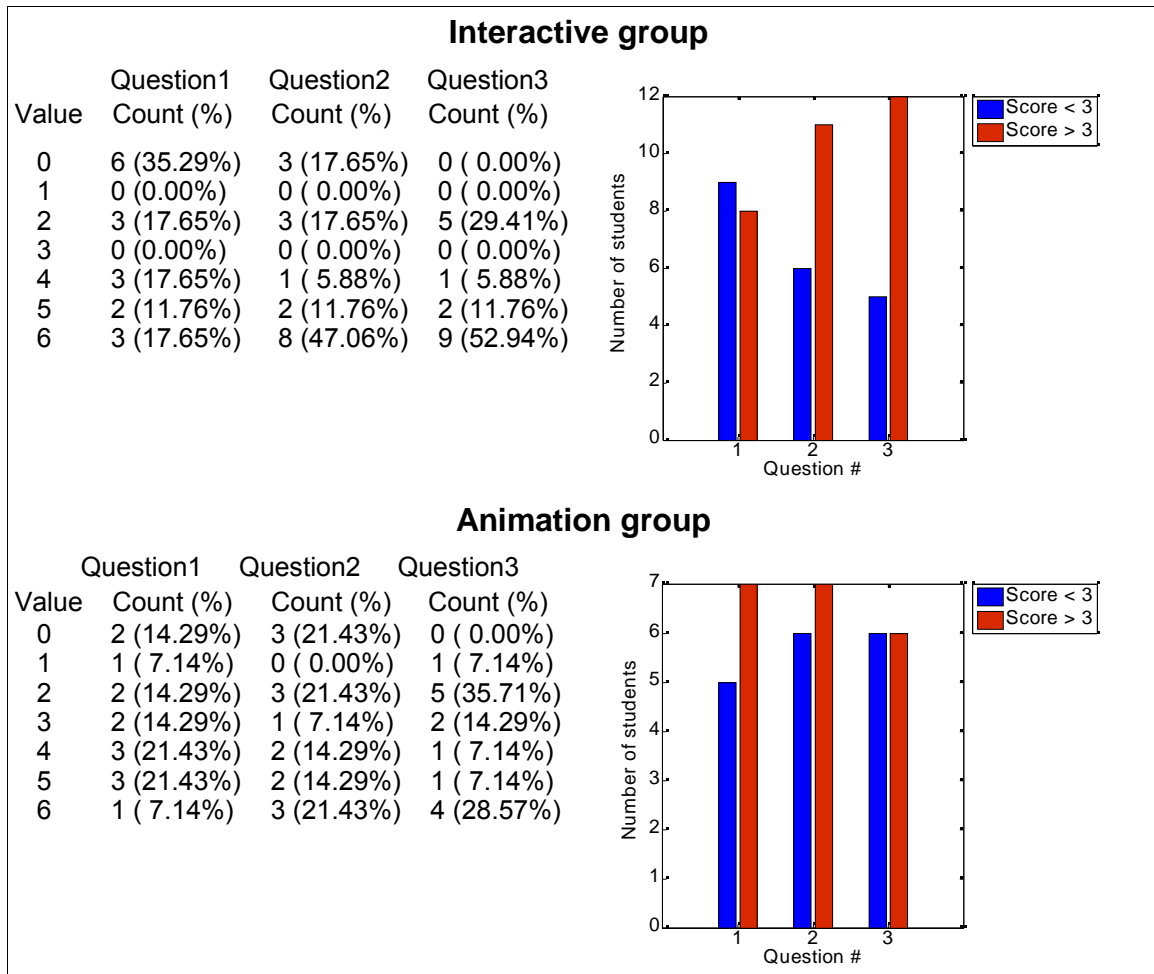 Interactive group
Question1 Question2 Question3
Value Count (%) Count (%) Count (%)
0 6 (35.29%) 3 (17.65%) 0 ( 0.00%)
1 0 (0.00%) 0 ( 0.00%) 0 ( 0.00%)
2 3 (17.65%) 3 (17.65%) 5 (29.41%)
3 0 (0.00%) 0 ( 0.00%) 0 ( 0.00%)
4 3 (17.65%) 1 ( 5.88%) 1 ( 5.88%)
5 2 (11.76%) 2 (11.76%) 2 (11.76%)
6 3 (17.65%) 8 (47.06%) 9 (52.94%)
12
10
8
6
4
2
0
Number of students
1 2 3
Question #
Score < 3
Score > 3
Animation group
Question1 Question2 Question3
Value Count (%) Count (%) Count (%)
0 2 (14.29%) 3 (21.43%) 0 ( 0.00%)
1 1 ( 7.14%) 0 ( 0.00%) 1 ( 7.14%)
2 2 (14.29%) 3 (21.43%) 5 (35.71%)
3 2 (14.29%) 1 ( 7.14%) 2 (14.29%)
4 3 (21.43%) 2 (14.29%) 1 ( 7.14%)
5 3 (21.43%) 2 (14.29%) 1 ( 7.14%)
6 1 ( 7.14%) 3 (21.43%) 4 (28.57%)
7
6
5
4
3
2
1
0
Number of students
1 2 3
Question #
Score < 3
Score > 3